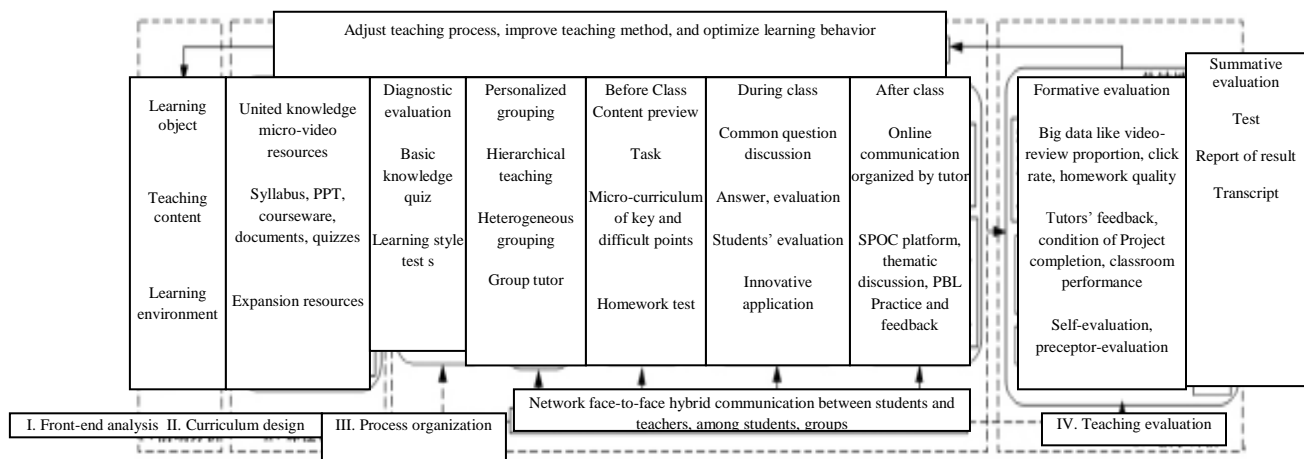 Adjust teaching process, improve teaching method, and optimize learning behavior
Learning
object
Teaching
content
Learning
environment
United knowledge
micro-video
resources
Syllabus, PPT,
courseware,
documents, quizzes
Expansion resources
Diagnostic
evaluation
Basic
knowledge
quiz
Learning style
test s
Personalized
grouping
Hierarchical
teaching
Heterogeneous
grouping
Group tutor
Before Class
Content preview
Task
Micro-curriculum
of key and
difficult points
Homework test
During class
Common question
discussion
Answer, evaluation
Students’ evaluation
Innovative
application
After class
Online
communication
organized by tutor
SPOC platform,
thematic
discussion, PBL
Practice and
feedback
Formative evaluation
Big data like video-
review proportion, click
rate, homework quality
Tutors’ feedback,
condition of Project
completion, classroom
performance
Self-evaluation,
preceptor-evaluation
Summative
evaluation
Test
Report of result
Transcript
Network face-to-face hybrid communication between students and
teachers, among students, groups
I. Front-end analysis II. Curriculum design
III. Process organization
IV. Teaching evaluation